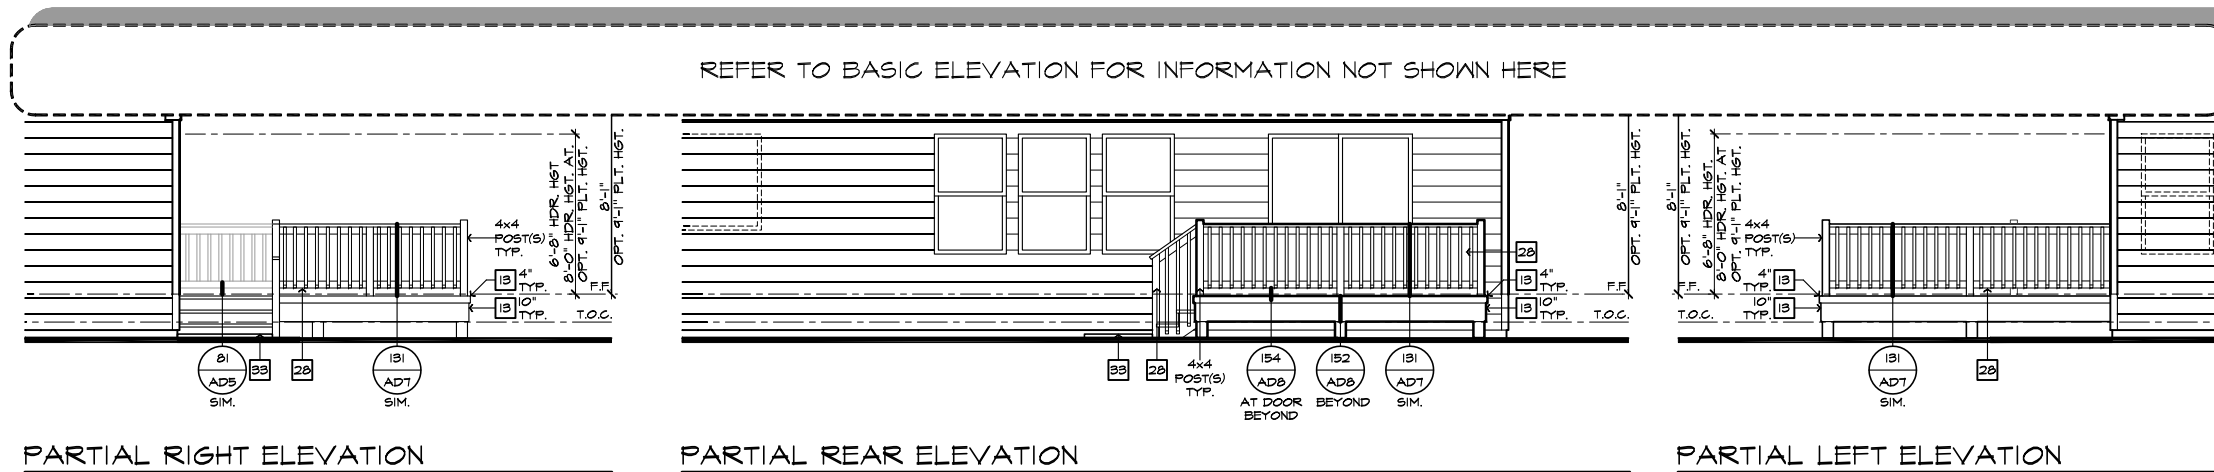 REFER TO BASIC ELEVATION FOR INFORMATION NOT SHOWN HERE
4x4
POST(S)
TYP.
13 4"
TYP.
13 10"
TYP.
6'-8" HDR. HGT
8'-0" HDR. HGT. AT.
OPT. 9'-1" PLT. HGT.
8'-1"
OPT. 9'-1" PLT. HGT.
F.F.
T.O.C.
81
AD5
SIM.
33
28
131
AD7
SIM.
PARTIAL RIGHT ELEVATION
28
13 4"
TYP.
13 10"
TYP.
8'-1"
OPT. 9'-1" PLT. HGT.
F.F.
T.O.C.
33
28
4x4
POST(S)
TYP.
154
AD8
AT DOOR
BEYOND
152
AD8
BEYOND
131
AD7
SIM.
PARTIAL REAR ELEVATION
8'-1"
OPT. 9'-1" PLT. HGT.
6'-8" HDR. HGT.
8'-0" HDR. HGT. AT
OPT. 9'-1" PLT. HGT.
F.F.
T.O.C.
4x4
POST(S)
TYP.
4" 13
TYP.
10" 13
TYP.
131
AD7
SIM.
28
PARTIAL LEFT ELEVATION